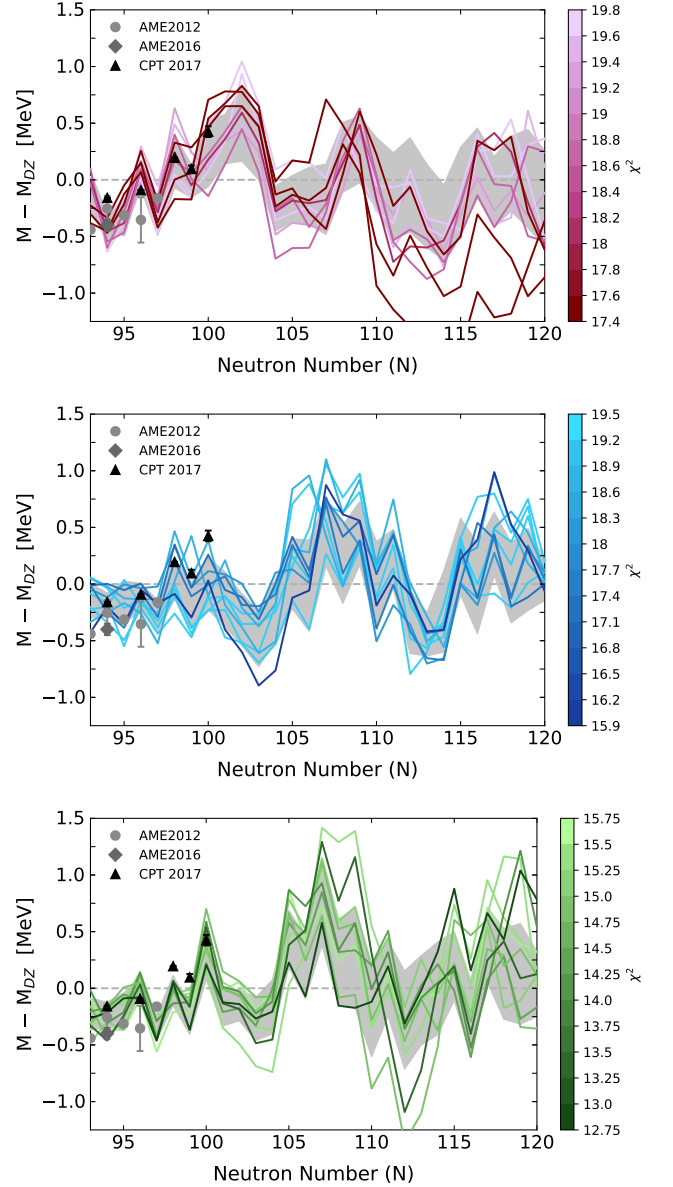 1.5
1.0
0.5
0.0
−0.5
−1.0
M − M_DZ [MeV]
AME2012
AME2016
CPT 2017
95 100 105 110 115 120
Neutron Number (N)
19.8
19.6
19.4
19.2
19
18.8
18.6
18.4
18.2
18
17.8
17.6
17.4
χ²
1.5
1.0
0.5
0.0
−0.5
−1.0
M − M_DZ [MeV]
AME2012
AME2016
CPT 2017
95 100 105 110 115 120
Neutron Number (N)
19.5
19.2
18.9
18.6
18.3
18
17.7
17.4
17.1
16.8
16.5
16.2
15.9
χ²
1.5
1.0
0.5
0.0
−0.5
−1.0
M − M_DZ [MeV]
AME2012
AME2016
CPT 2017
95 100 105 110 115 120
Neutron Number (N)
15.75
15.5
15.25
15.0
14.75
14.5
14.25
14.0
13.75
13.5
13.25
13.0
12.75
χ²